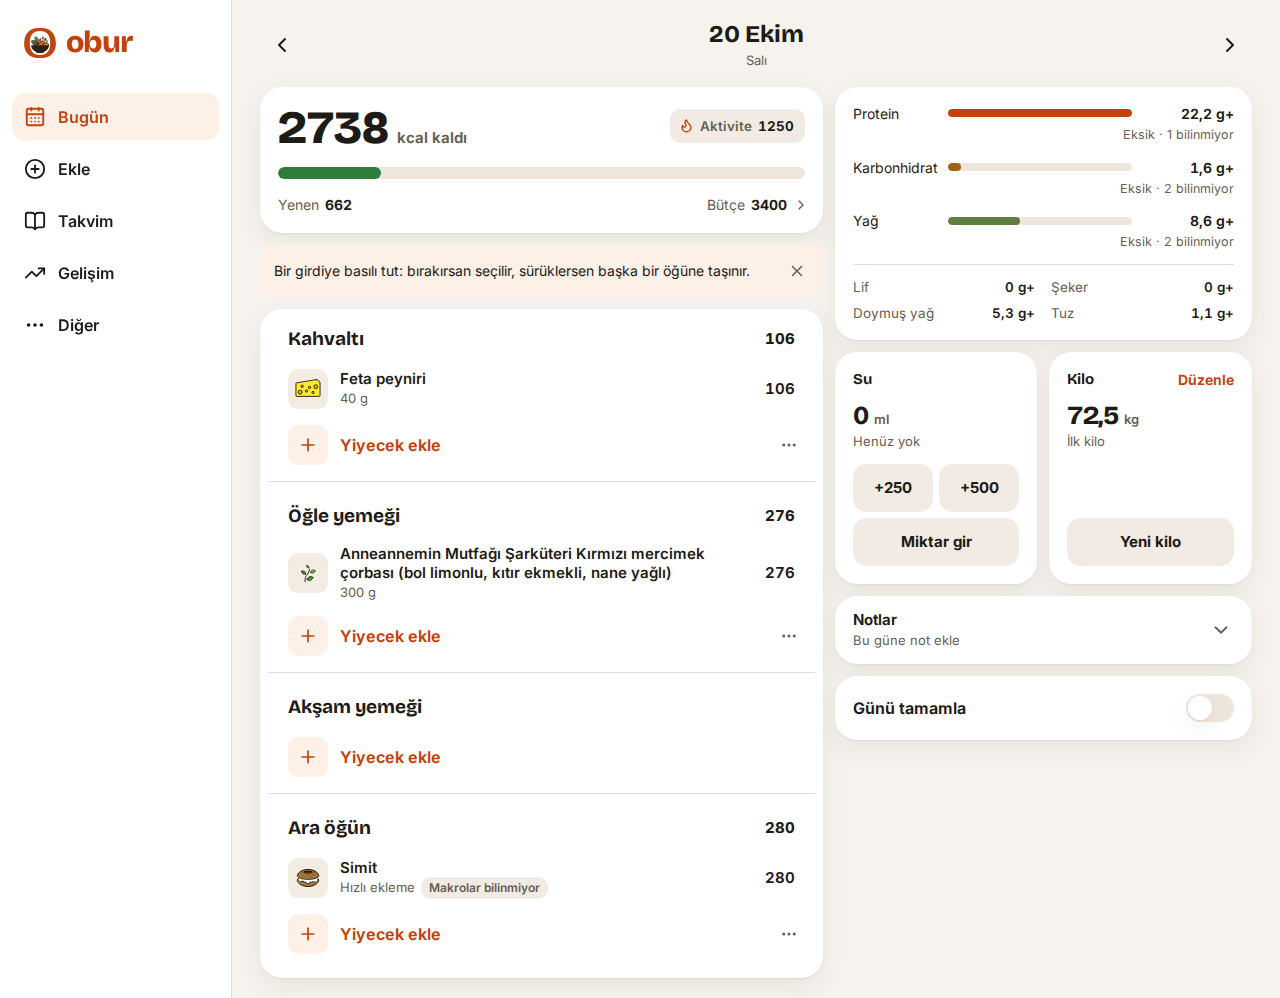 obur
Bugün
Ekle
Takvim
Gelişim
Diğer
20 Ekim
Salı
2738 kcal kaldı
Aktivite 1250
Yenen 662
Bütçe 3400
Bir girdiye basılı tut: bırakırsan seçilir, sürüklersen başka bir öğüne taşınır.
Kahvaltı 106
Feta peyniri
40 g
106
Yiyecek ekle
Öğle yemeği 276
Anneannemin Mutfağı Şarküteri Kırmızı mercimek
çorbası (bol limonlu, kıtır ekmekli, nane yağlı)
300 g
276
Yiyecek ekle
Akşam yemeği
Yiyecek ekle
Ara öğün 280
Simit
Hızlı ekleme Makrolar bilinmiyor
280
Yiyecek ekle
Protein 22,2 g+
Eksik · 1 bilinmiyor
Karbonhidrat 1,6 g+
Eksik · 2 bilinmiyor
Yağ 8,6 g+
Eksik · 2 bilinmiyor
Lif 0 g+ Şeker 0 g+
Doymuş yağ 5,3 g+ Tuz 1,1 g+
Su
0 ml
Henüz yok
+250 +500
Miktar gir
Kilo Düzenle
72,5 kg
İlk kilo
Yeni kilo
Notlar
Bu güne not ekle
Günü tamamla